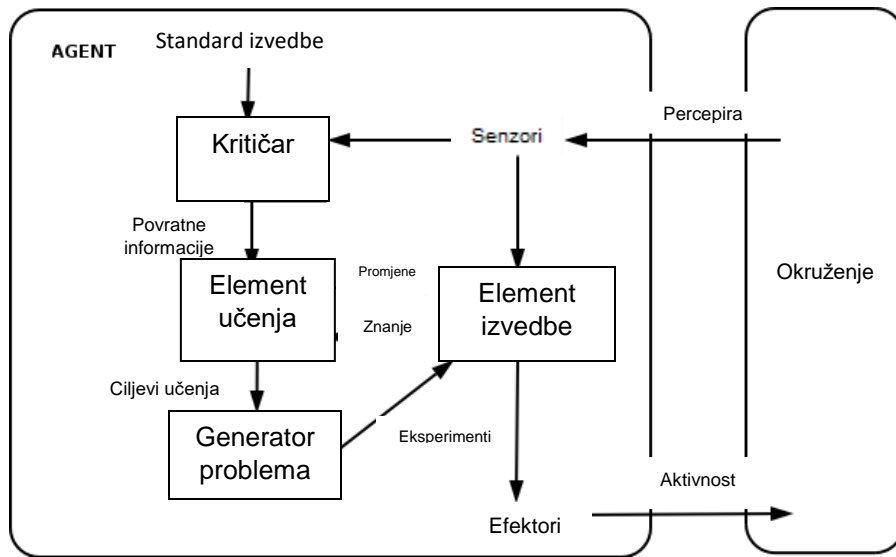 AGENT
Standard izvedbe
Kritičar
Senzori
Percepira
Povratne
informacije
Element
učenja
Promjene
Znanje
Element
izvedbe
Okruženje
Ciljevi učenja
Generator
problema
Eksperimenti
Efektori
Aktivnost